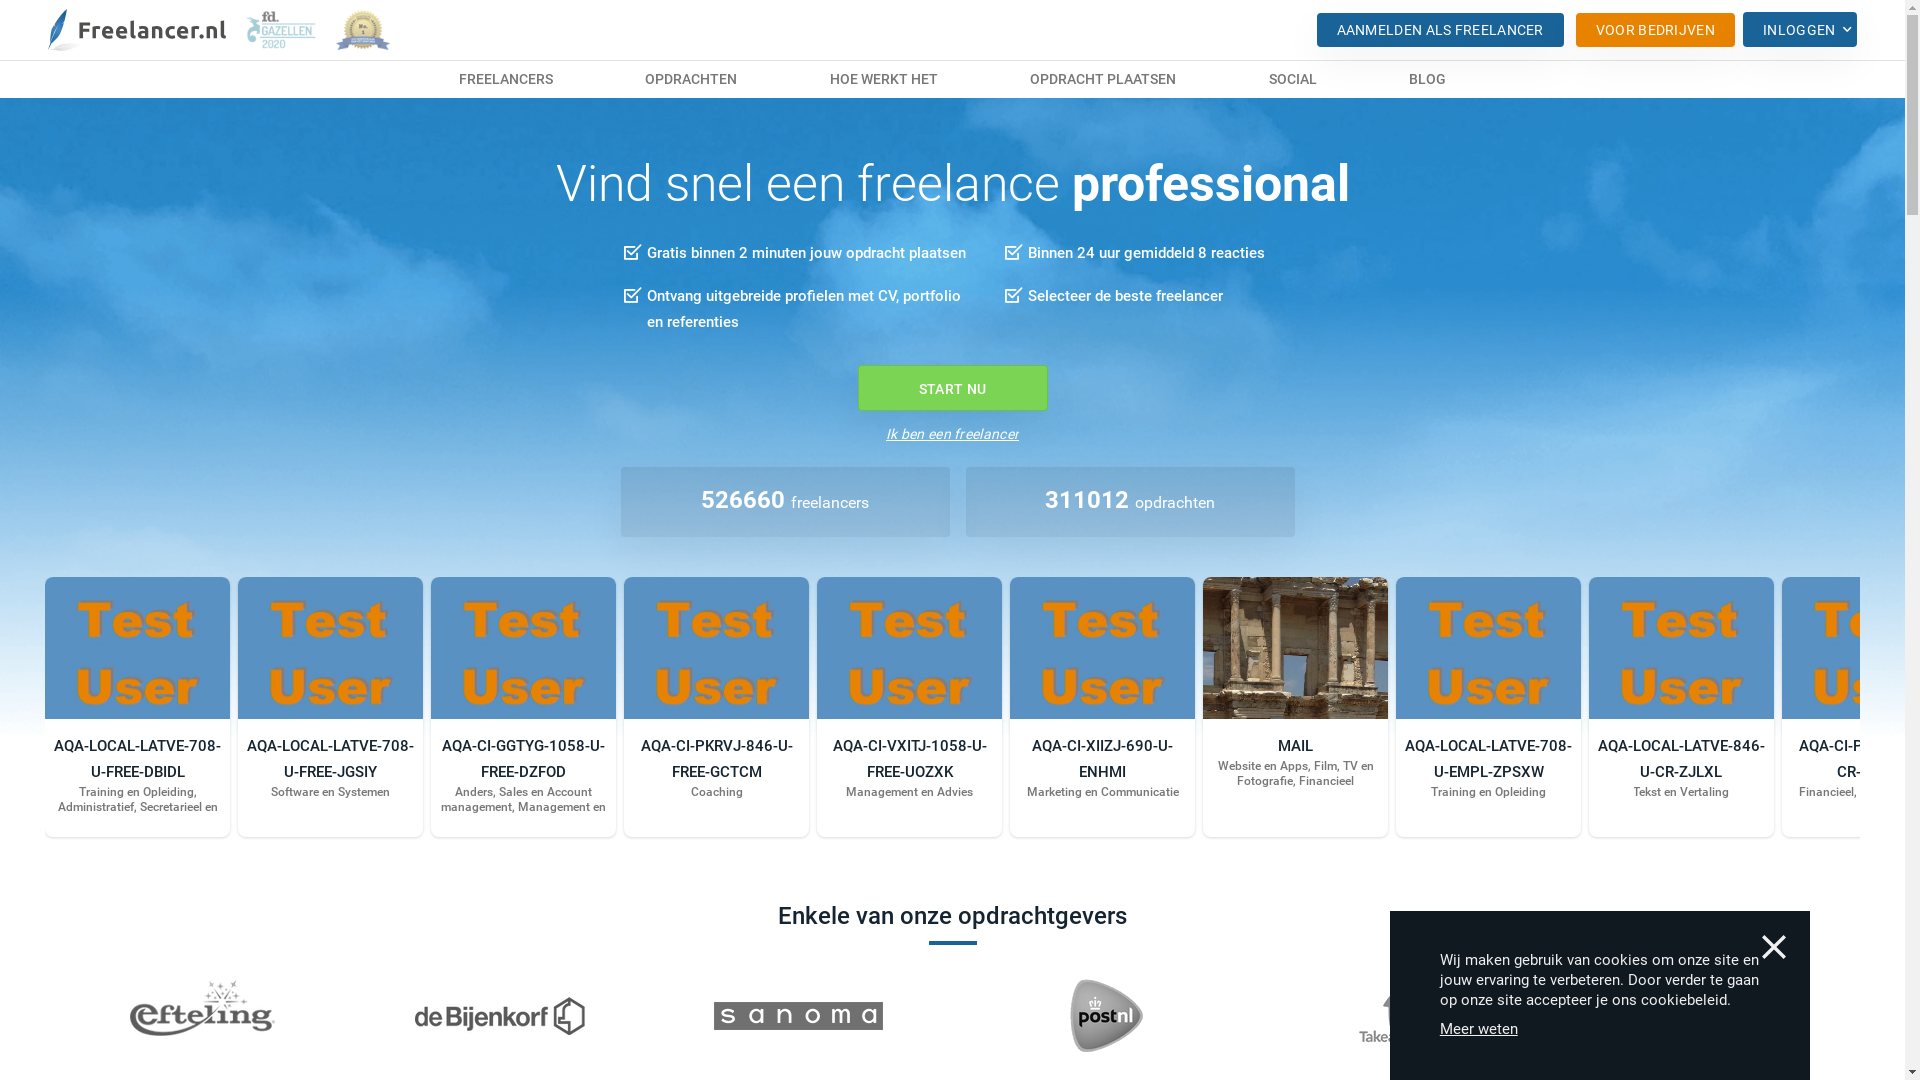 Freelancer.nl
fd.
GAZELLEN
2020
AANMELDEN ALS FREELANCER
VOOR BEDRIJVEN
INLOGGEN
FREELANCERS
OPDRACHTEN
HOE WERKT HET
OPDRACHT PLAATSEN
SOCIAL
BLOG
Vind snel een freelance professional
Gratis binnen 2 minuten jouw opdracht plaatsen
Binnen 24 uur gemiddeld 8 reacties
Ontvang uitgebreide profielen met CV, portfolio
en referenties
Selecteer de beste freelancer
START NU
Ik ben een freelancer
526660 freelancers
311012 opdrachten
Test
User
AQA-LOCAL-LATVE-708-
U-FREE-DBIDL
Training en Opleiding,
Administratief, Secretarieel en
Test
User
AQA-LOCAL-LATVE-708-
U-FREE-JGSIY
Software en Systemen
Test
User
AQA-CI-GGTYG-1058-U-
FREE-DZFOD
Anders, Sales en Account
management, Management en
Test
User
AQA-CI-PKRVJ-846-U-
FREE-GCTCM
Coaching
Test
User
AQA-CI-VXITJ-1058-U-
FREE-UOZXK
Management en Advies
Test
User
AQA-CI-XIIZJ-690-U-
ENHMI
Marketing en Communicatie
MAIL
Website en Apps, Film, TV en
Fotografie, Financieel
Test
User
AQA-LOCAL-LATVE-708-
U-EMPL-ZPSXW
Training en Opleiding
Test
User
AQA-LOCAL-LATVE-846-
U-CR-ZJLXL
Tekst en Vertaling
AQA-CI-
CR-
Financieel,
Enkele van onze opdrachtgevers
efteling
de Bijenkorf
sanoma
postnl
Wij maken gebruik van cookies om onze site en
jouw ervaring te verbeteren. Door verder te gaan
op onze site accepteer je ons cookiebeleid.
Meer weten